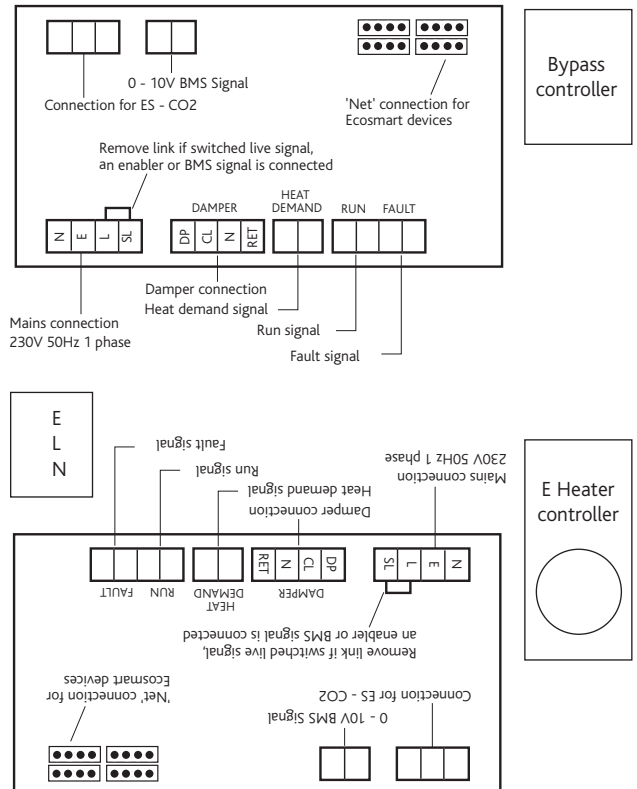 0 - 10V BMS Signal
Connection for ES - CO2
'Net' connection for
Ecosmart devices
Bypass
controller
Remove link if switched live signal,
an enabler or BMS signal is connected
DAMPER
HEAT
DEMAND
RUN FAULT
N E L SL
DP CL N RET
Damper connection
Heat demand signal
Run signal
Fault signal
Mains connection
230V 50Hz 1 phase
E
L
N
E Heater
controller
Mains connection
230V 50Hz 1 phase
Damper connection
Heat demand signal
Run signal
Fault signal
N E L SL
DP CL N RET
DAMPER
HEAT
DEMAND
RUN FAULT
Remove link if switched live signal,
an enabler or BMS signal is connected
Connection for ES - CO2
0 - 10V BMS Signal
'Net' connection for
Ecosmart devices